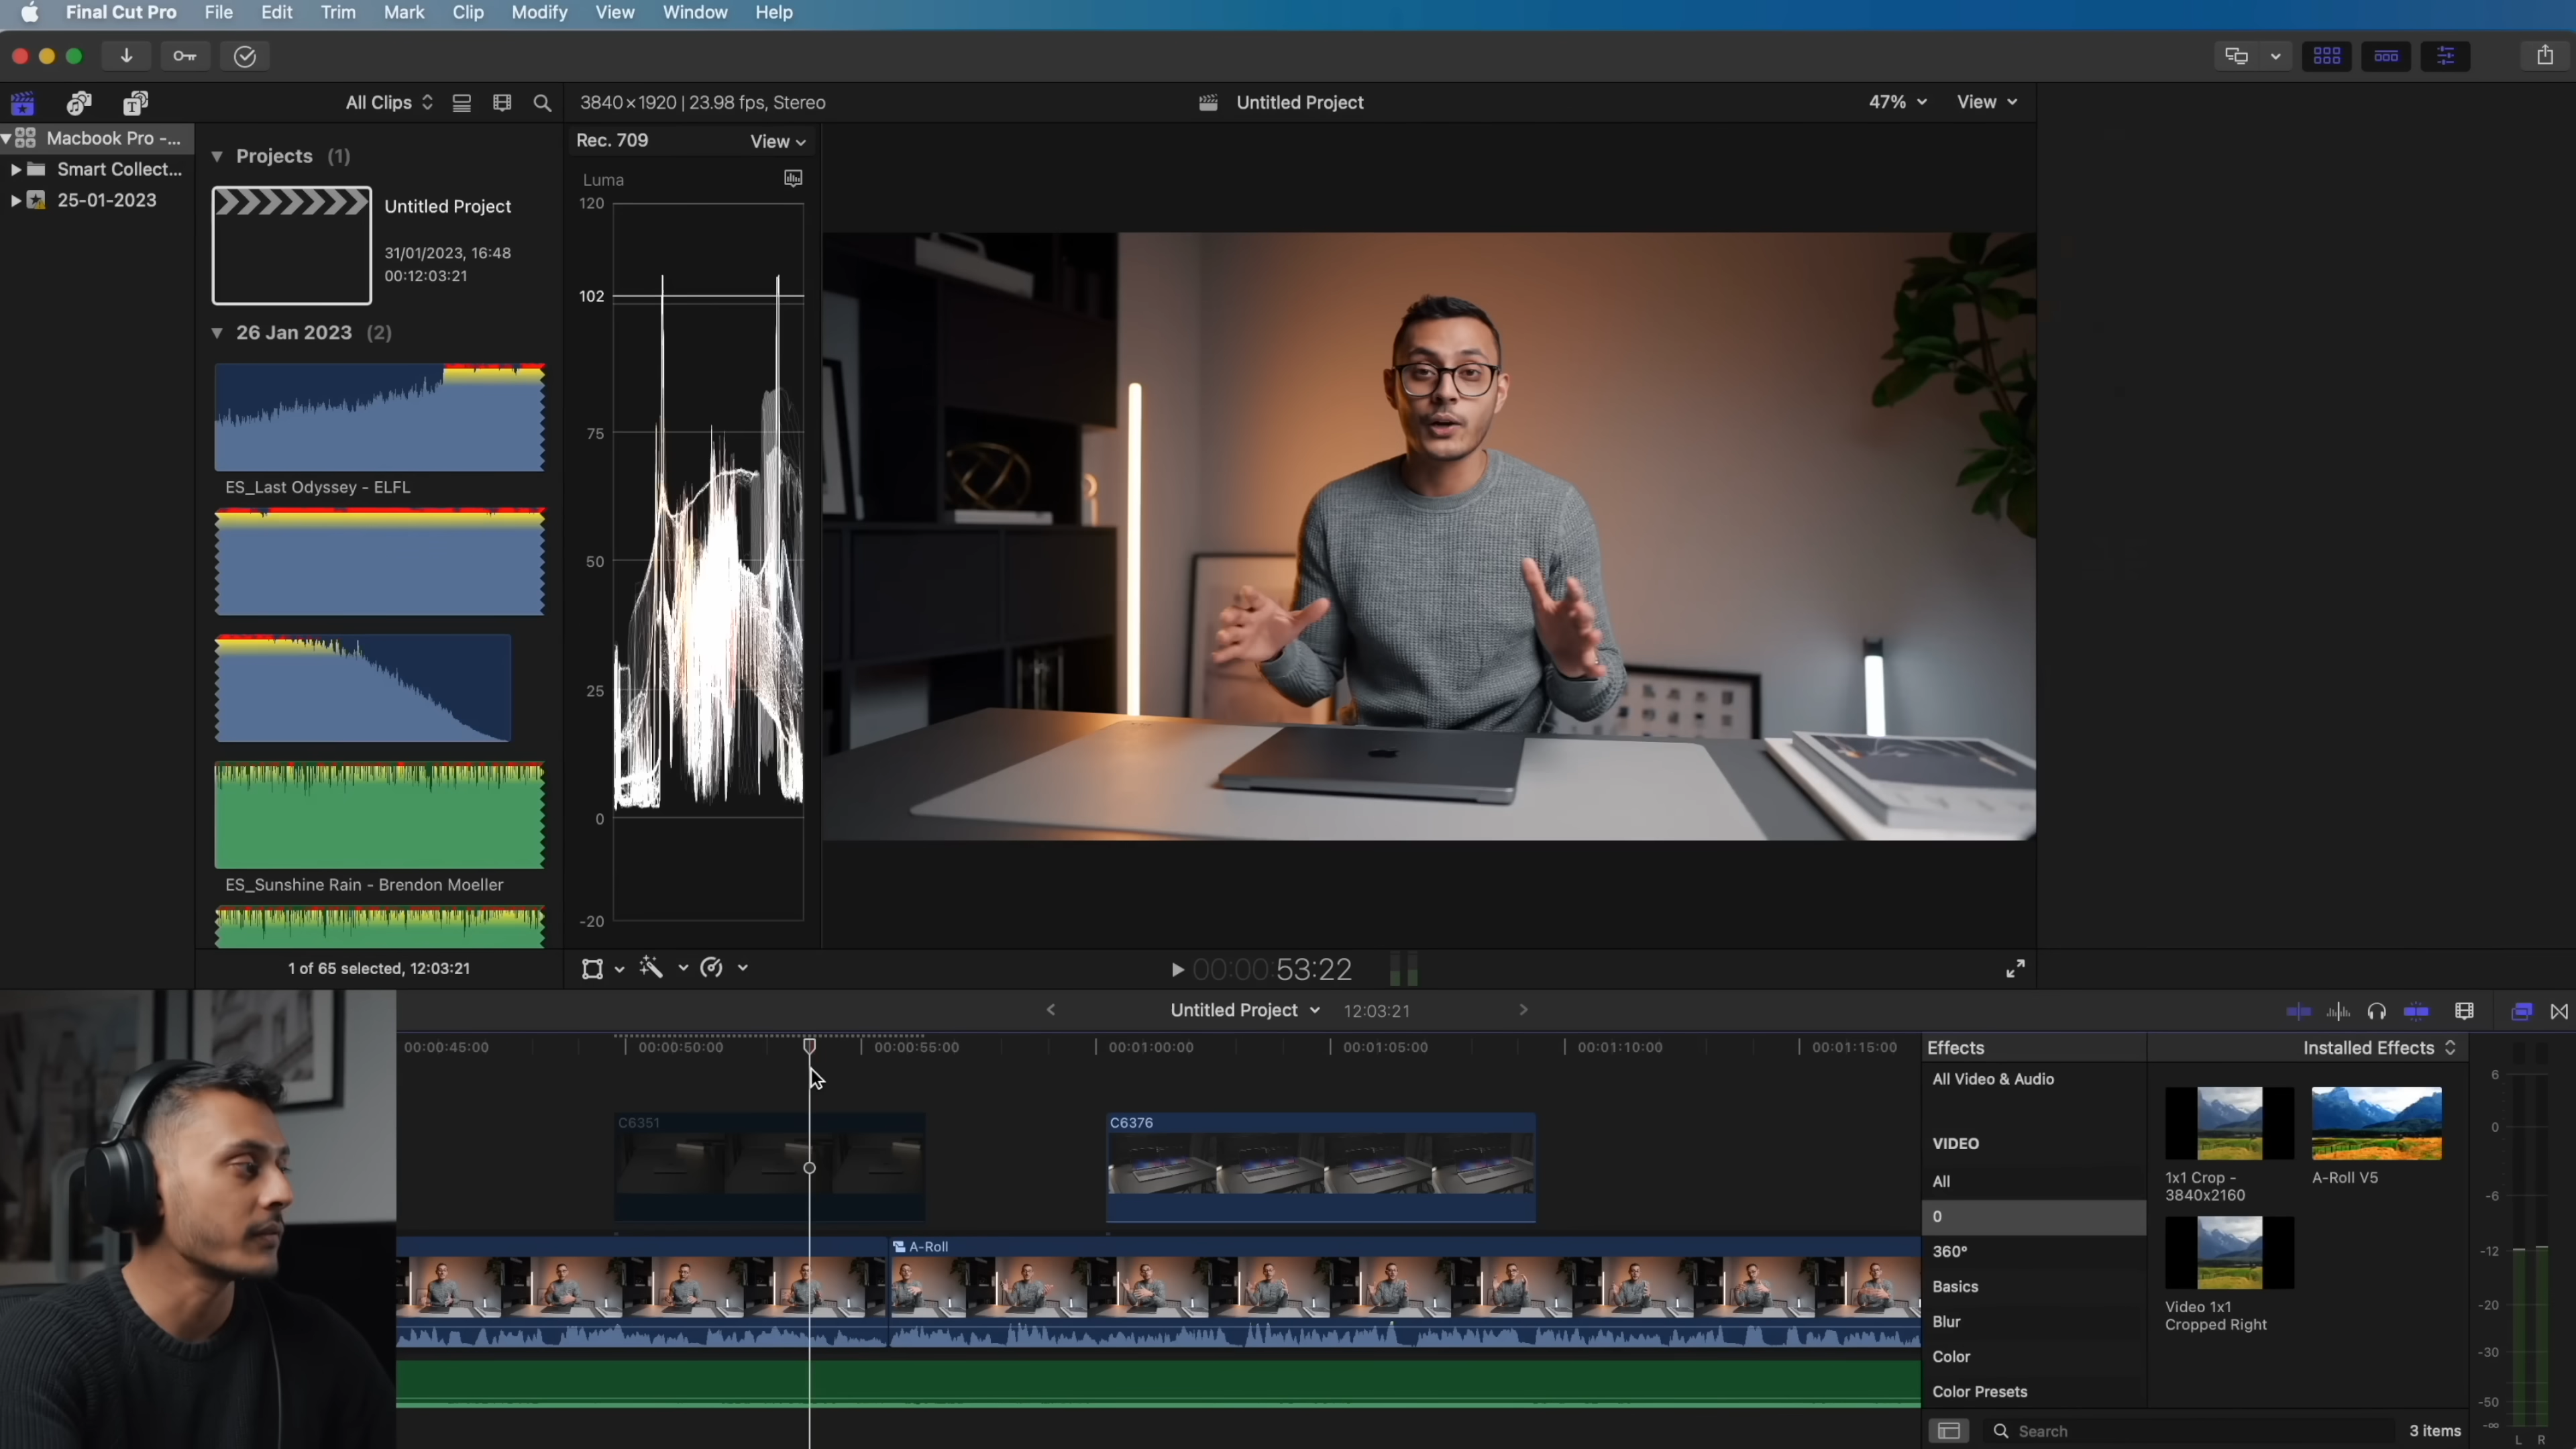 Final Cut Pro File Edit Trim Mark Clip Modify View Window Help
All Clips
3840×1920 | 23.98 fps, Stereo
Untitled Project
47%
View
Macbook Pro -...
Smart Collect...
25-01-2023
Projects (1)
Untitled Project
31/01/2023, 16:48
00:12:03:21
26 Jan 2023 (2)
ES_Last Odyssey - ELFL
ES_Sunshine Rain - Brendon Moeller
1 of 65 selected, 12:03:21
Rec. 709
View
Luma
120
102
75
50
25
0
-20
00:00:53:22
Untitled Project
12:03:21
00:00:45:00
00:00:50:00
00:00:55:00
00:01:00:00
00:01:05:00
00:01:10:00
00:01:15:00
C6351
C6376
A-Roll
Effects
Installed Effects
All Video & Audio
VIDEO
All
0
360°
Basics
Blur
Color
Color Presets
1x1 Crop -
3840x2160
A-Roll V5
Video 1x1
Cropped Right
Search
3 items
6
0
-6
-12
-20
-30
-50
-∞
L R